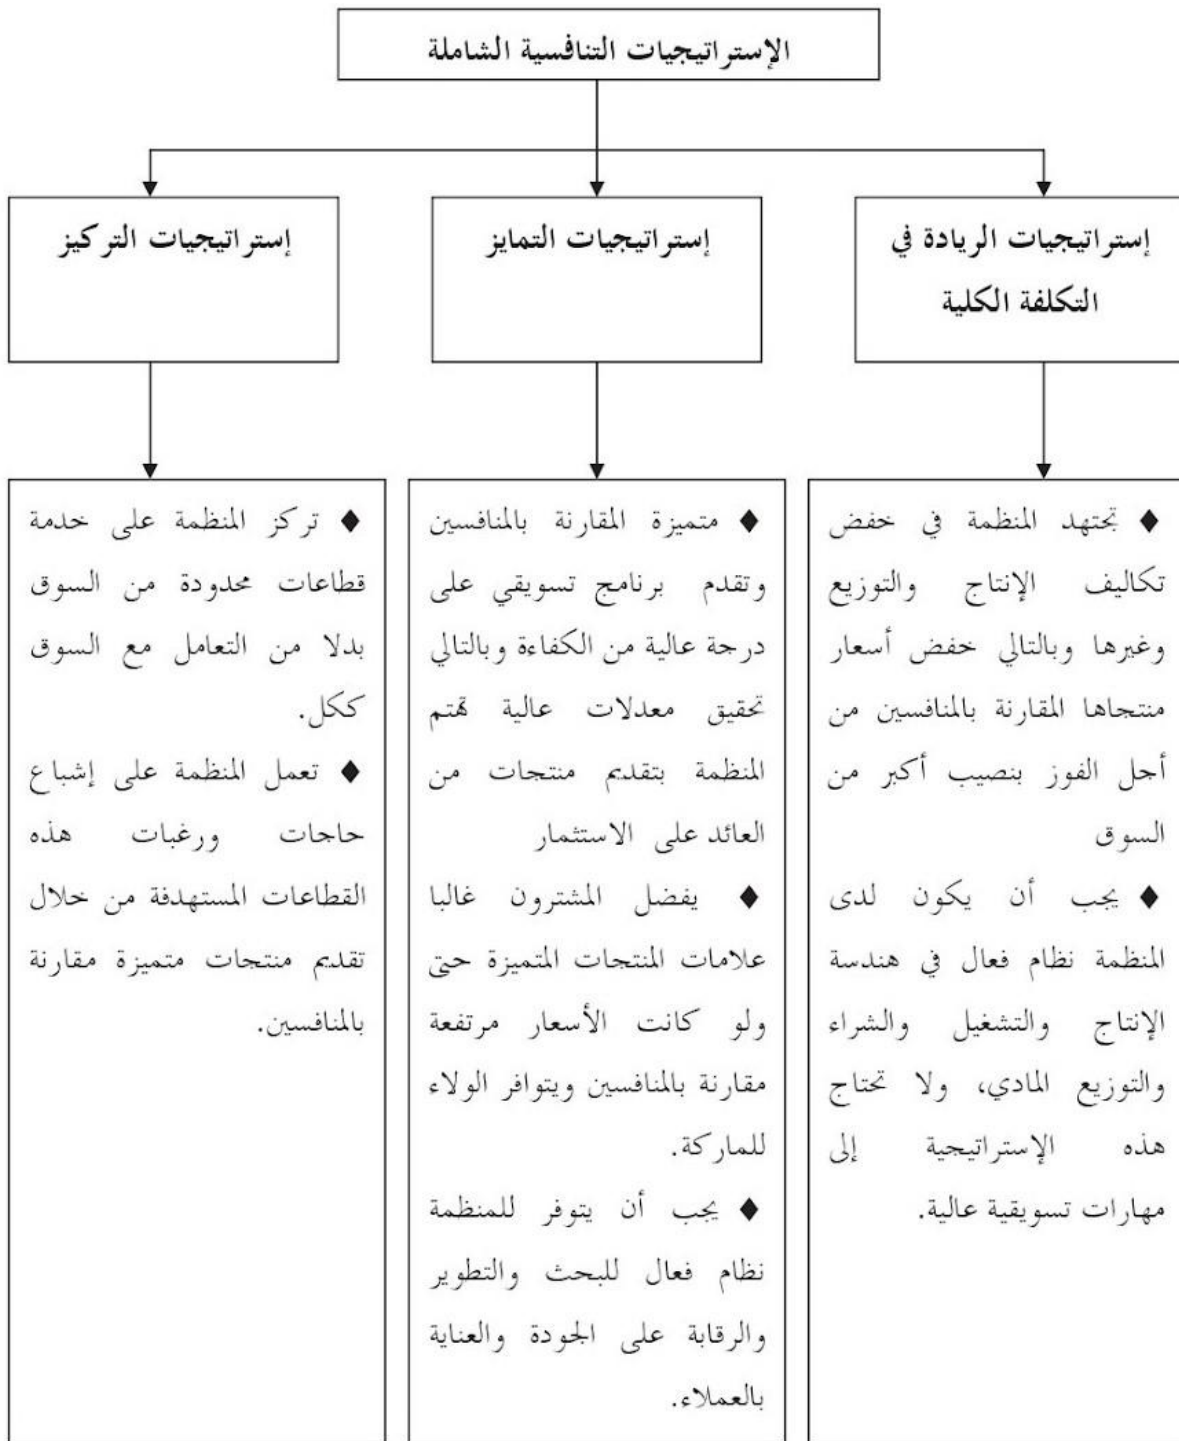 الإستراتيجيات التنافسية الشاملة
إستراتيجيات الريادة في
التكلفة الكلية
إستراتيجيات التمايز
إستراتيجيات التركيز
♦ تجتهد المنظمة في خفض
تكاليف الإنتاج والتوزيع
وغيرها وبالتالي خفض أسعار
منتجاها المقارنة بالمنافسين من
أجل الفوز بنصيب أكبر من
السوق
♦ يجب أن يكون لدى
المنظمة نظام فعال في هندسة
الإنتاج والتشغيل والشراء
والتوزيع المادي، ولا تحتاج
هذه الإستراتيجية إلى
مهارات تسويقية عالية.
♦ متميزة المقارنة بالمنافسين
وتقدم برنامج تسويقي على
درجة عالية من الكفاءة وبالتالي
تحقيق معدلات عالية تهتم
المنظمة بتقديم منتجات من
العائد على الاستثمار
♦ يفضل المشترون غالبا
علامات المنتجات المتميزة حتى
ولو كانت الأسعار مرتفعة
مقارنة بالمنافسين ويتوافر الولاء
للماركة.
♦ يجب أن يتوفر للمنظمة
نظام فعال للبحث والتطوير
والرقابة على الجودة والعناية
بالعملاء.
♦ تركز المنظمة على خدمة
قطاعات محدودة من السوق
بدلا من التعامل مع السوق
ككل.
♦ تعمل المنظمة على إشباع
حاجات ورغبات هذه
القطاعات المستهدفة من خلال
تقديم منتجات متميزة مقارنة
بالمنافسين.